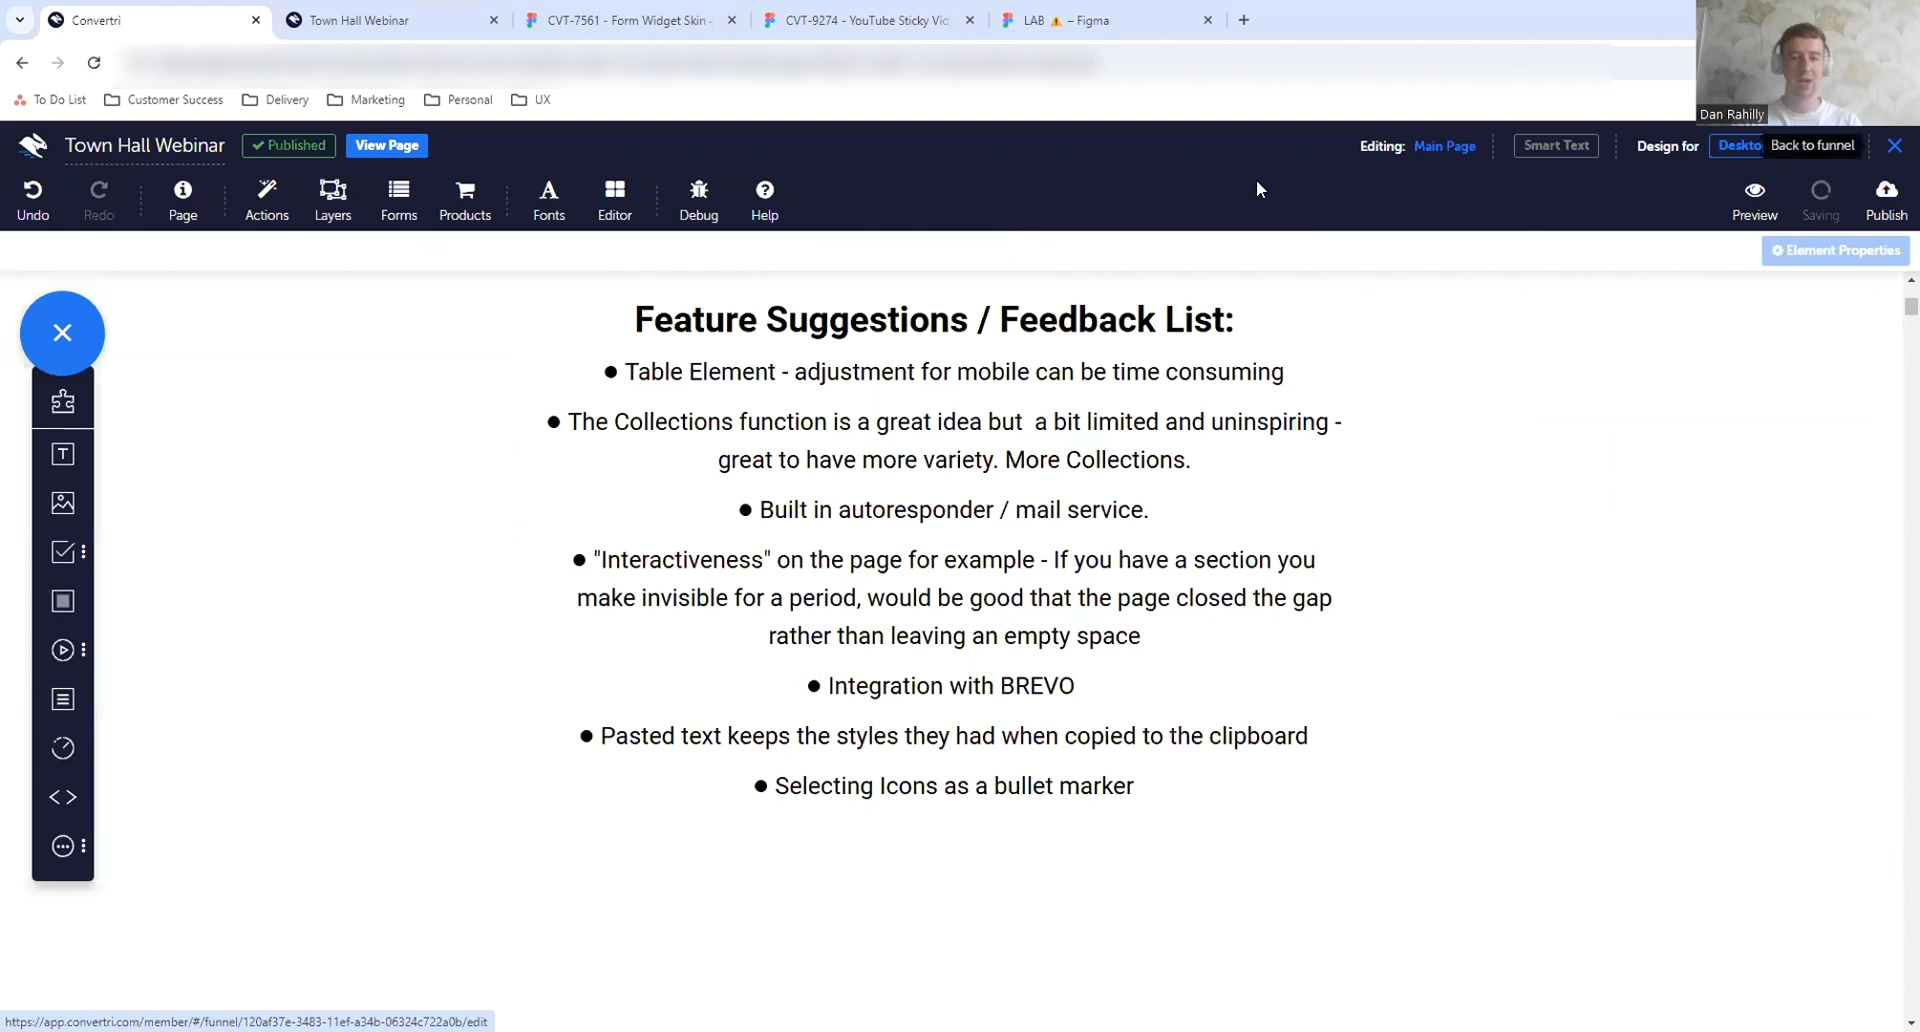 Convertri
Town Hall Webinar
CVT-7561 - Form Widget Skin -
CVT-9274 - YouTube Sticky Vid
LAB ⚠ – Figma
To Do List
Customer Success
Delivery
Marketing
Personal
UX
Dan Rahilly
Town Hall Webinar
Published
View Page
Editing: Main Page
Smart Text
Design for
Deskto
Back to funnel
Undo
Redo
Page
Actions
Layers
Forms
Products
Fonts
Editor
Debug
Help
Preview
Saving
Publish
Element Properties
Feature Suggestions / Feedback List:
● Table Element - adjustment for mobile can be time consuming
● The Collections function is a great idea but  a bit limited and uninspiring -
great to have more variety. More Collections.
● Built in autoresponder / mail service.
● "Interactiveness" on the page for example - If you have a section you
make invisible for a period, would be good that the page closed the gap
rather than leaving an empty space
● Integration with BREVO
● Pasted text keeps the styles they had when copied to the clipboard
● Selecting Icons as a bullet marker
https://app.convertri.com/member/#/funnel/120af37e-3483-11ef-a34b-06324c722a0b/edit